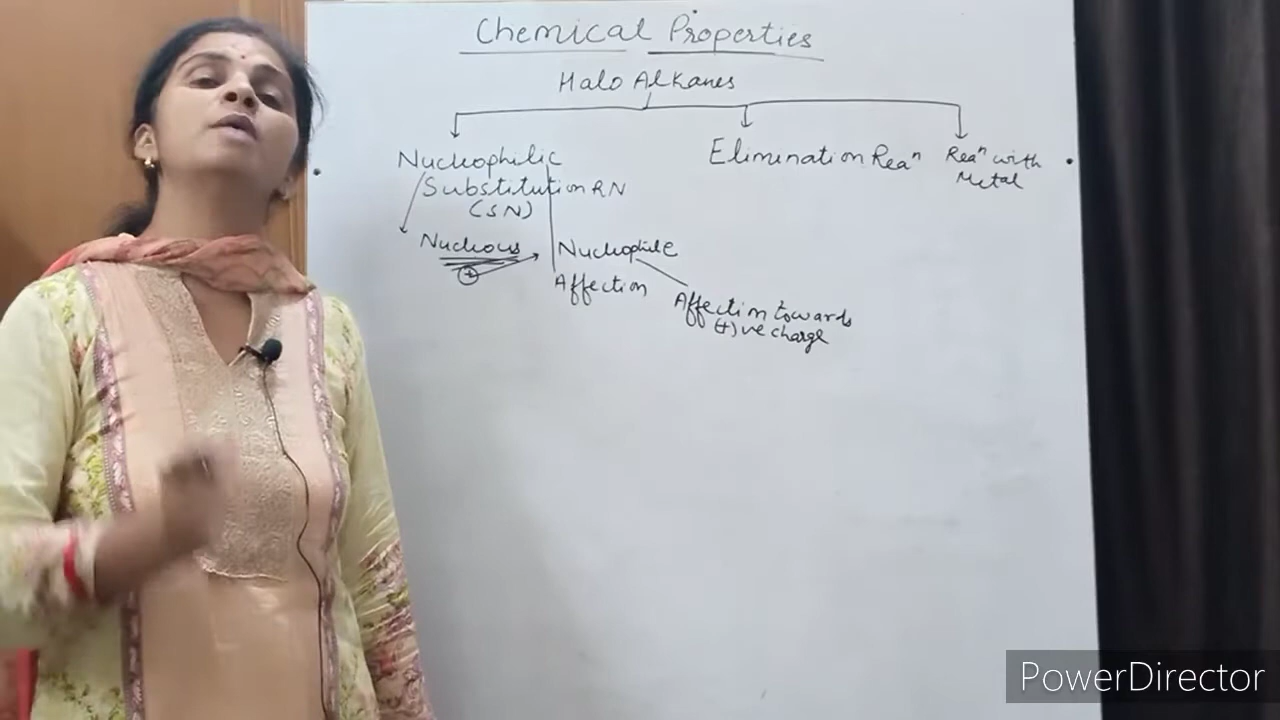 Chemical Properties
Halo Alkanes
Nucleophilic
Substitution RN
(SN)
Elimination Reaⁿ
Reaⁿ with
Metal
Nucleous
(+)
Nucleophile
Affection
Affection towards
(+)ve charge
PowerDirector